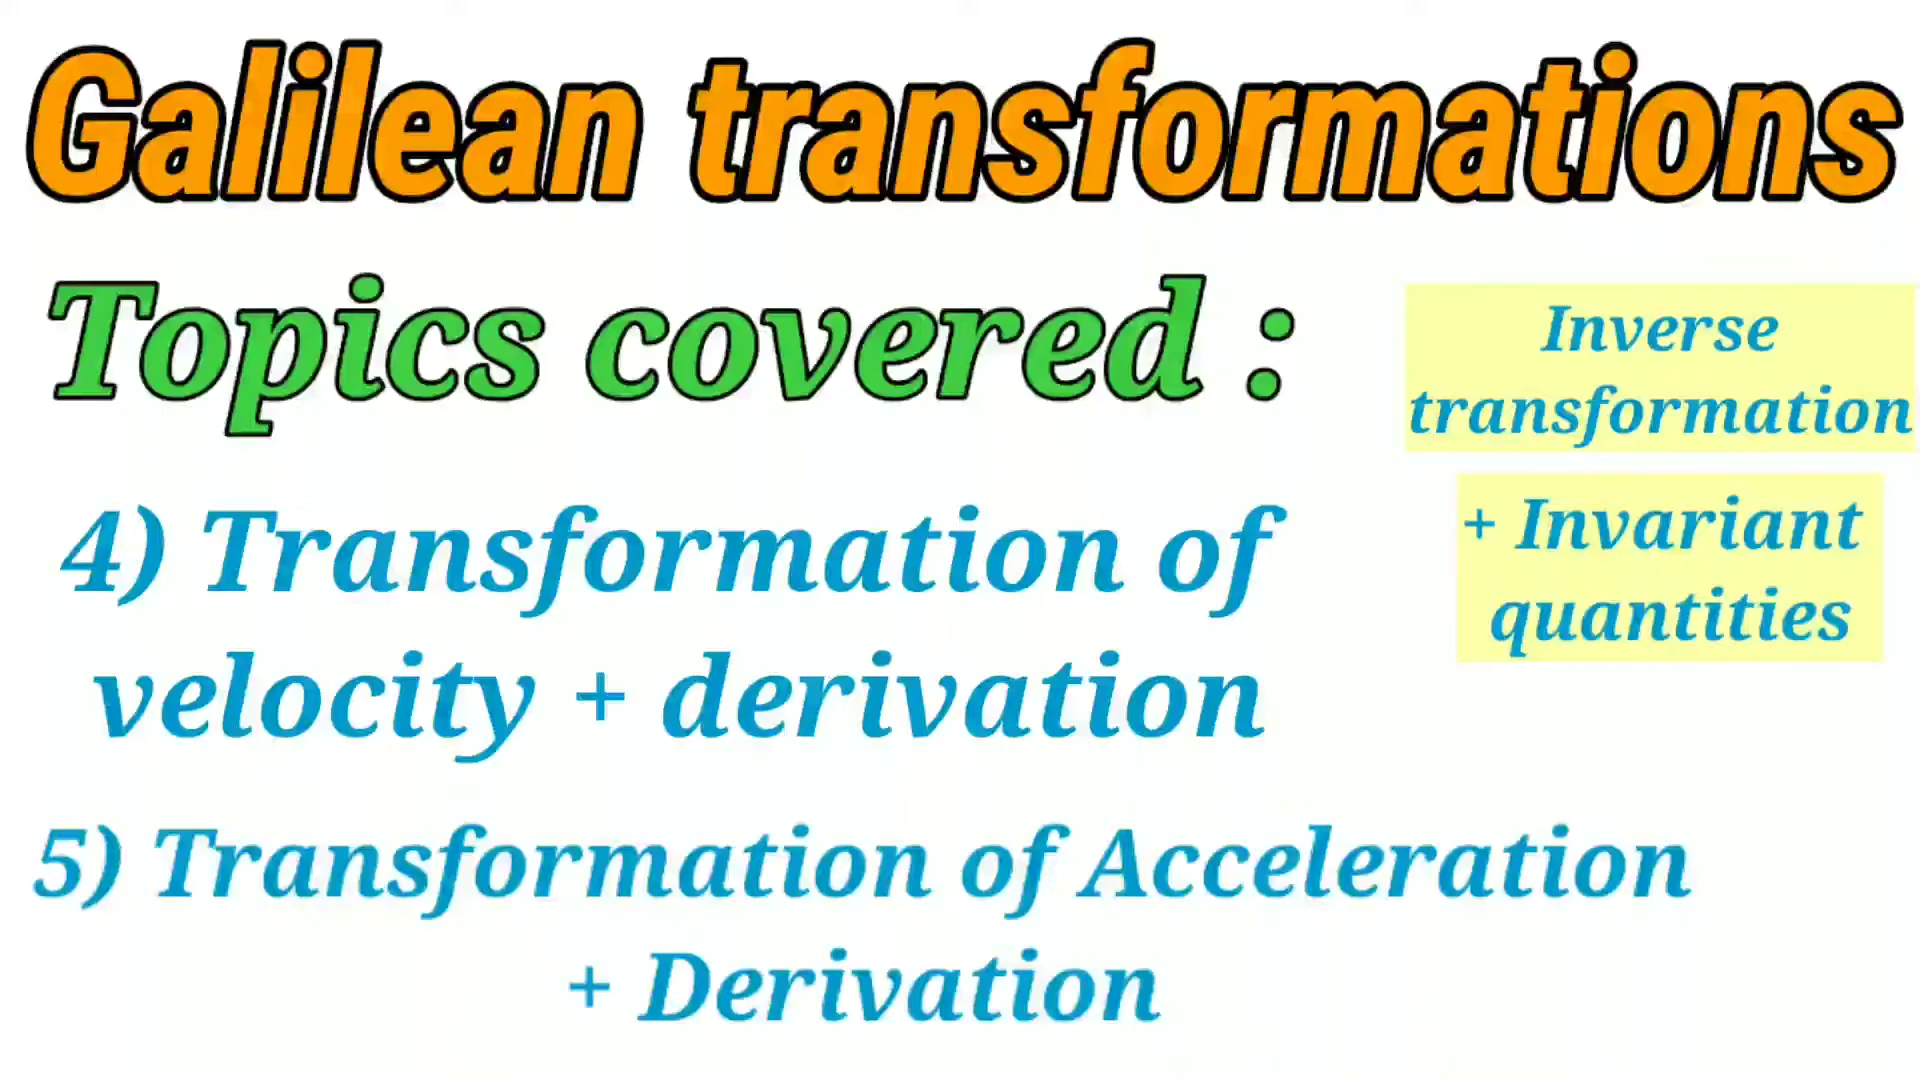 Galilean transformations
Topics covered :
Inverse
transformation
+ Invariant
quantities
4) Transformation of
velocity + derivation
5) Transformation of Acceleration
+ Derivation